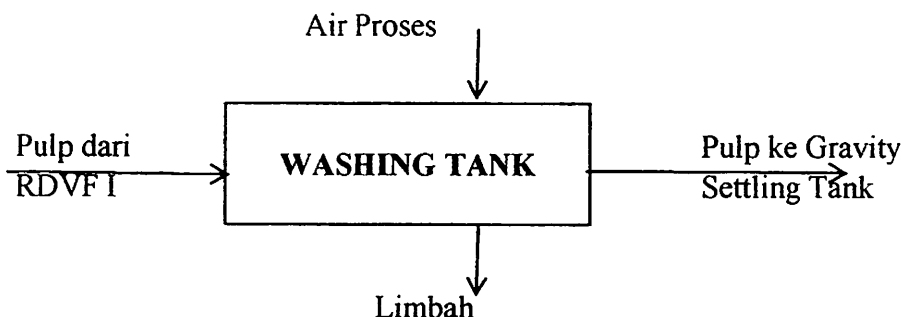 Air Proses
Pulp dari
RDVF I
WASHING TANK
Pulp ke Gravity
Settling Tank
Limbah